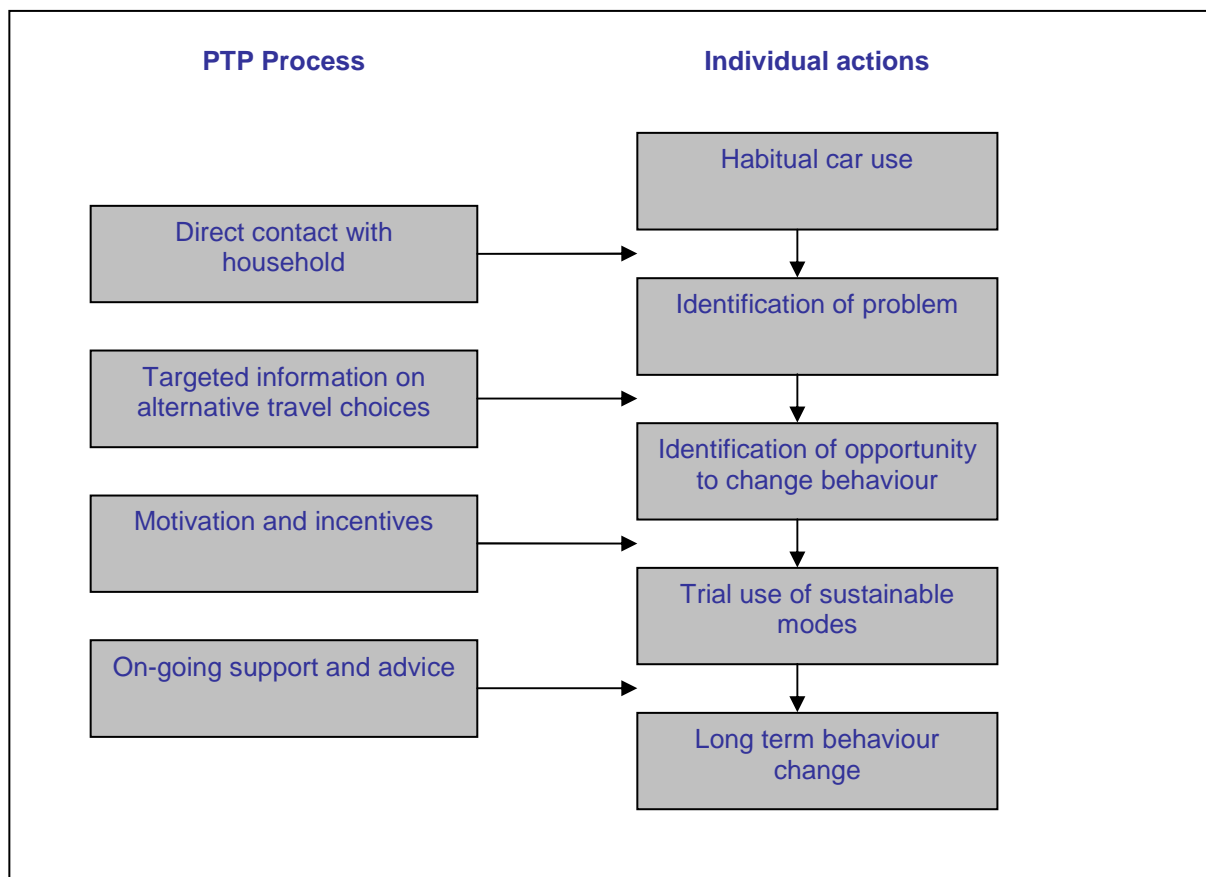 PTP Process
Individual actions
Habitual car use
Direct contact with
household
Identification of problem
Targeted information on
alternative travel choices
Identification of opportunity
to change behaviour
Motivation and incentives
Trial use of sustainable
modes
On-going support and advice
Long term behaviour
change